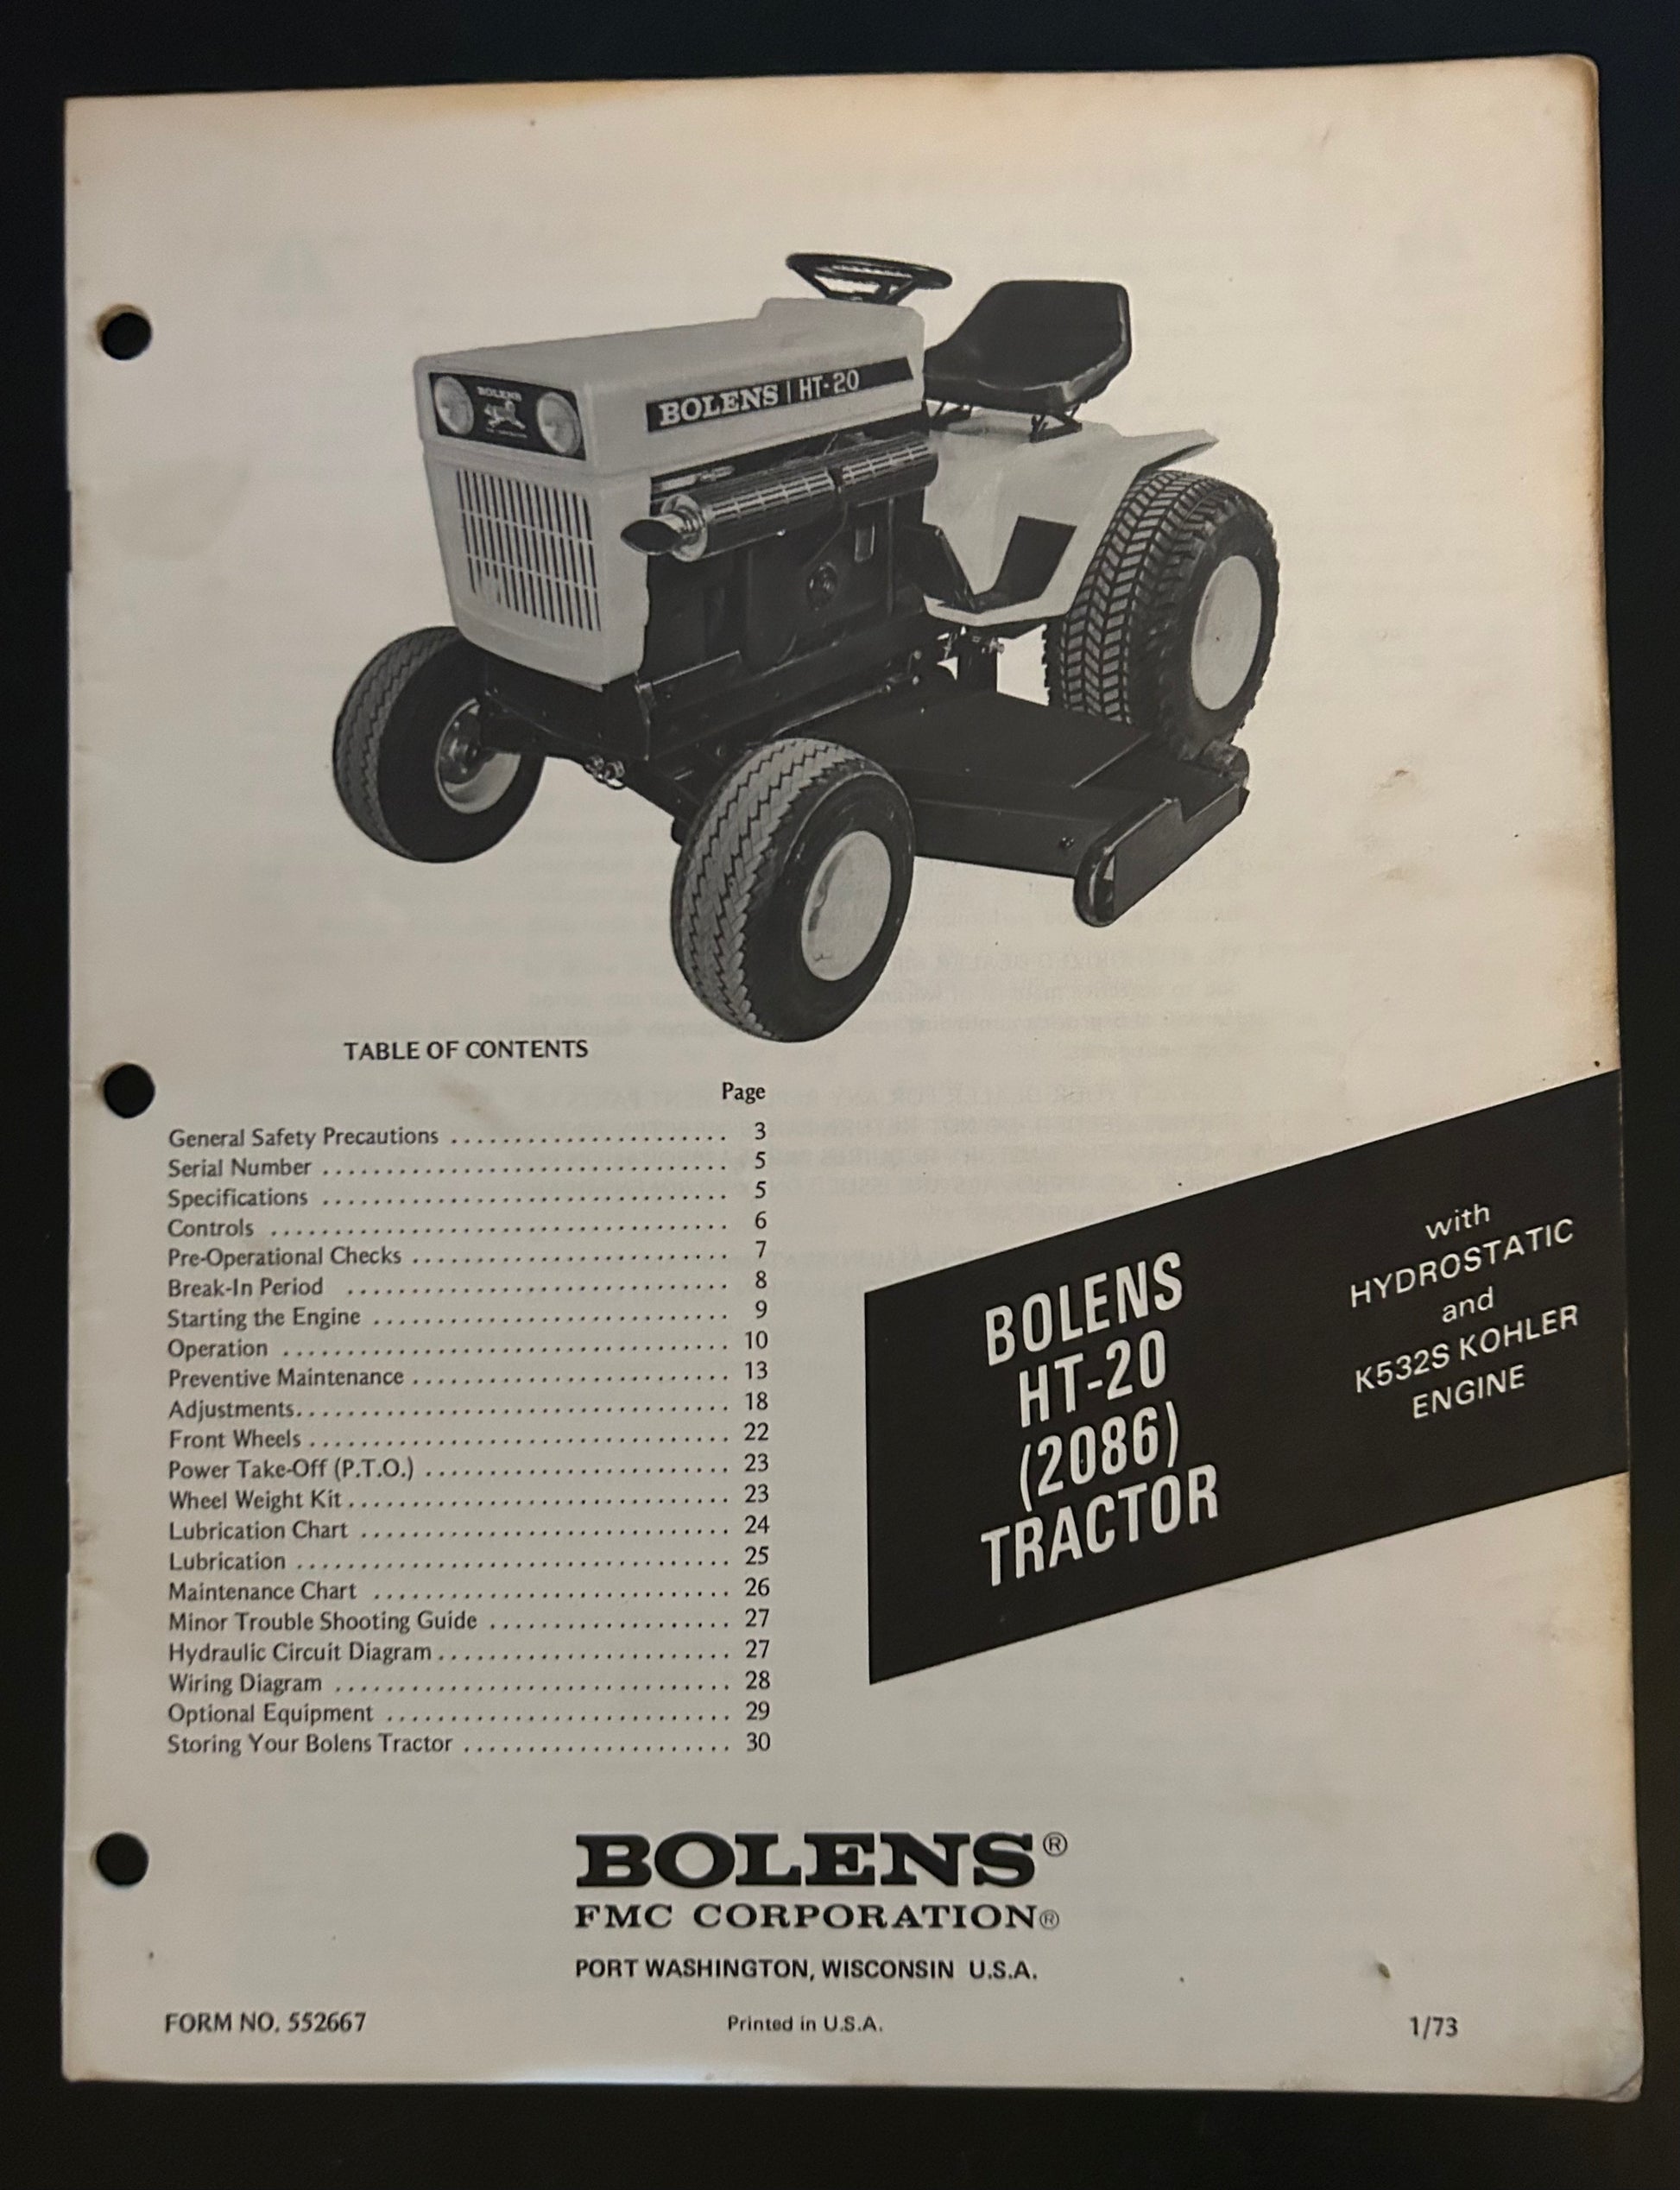 BOLENS
BOLENS | HT-20
TABLE OF CONTENTS
Page
General Safety Precautions ...................... 3
Serial Number ................................ 5
Specifications ................................ 5
Controls .................................... 6
Pre-Operational Checks ......................... 7
Break-In Period .............................. 8
Starting the Engine ............................ 9
Operation ................................... 10
Preventive Maintenance ......................... 13
Adjustments.................................. 18
Front Wheels ................................. 22
Power Take-Off (P.T.O.) ........................ 23
Wheel Weight Kit .............................. 23
Lubrication Chart ............................. 24
Lubrication .................................. 25
Maintenance Chart ............................ 26
Minor Trouble Shooting Guide ................... 27
Hydraulic Circuit Diagram ....................... 27
Wiring Diagram ............................... 28
Optional Equipment ........................... 29
Storing Your Bolens Tractor ..................... 30
BOLENS
HT-20
(2086)
TRACTOR
with
HYDROSTATIC
and
K532S KOHLER
ENGINE
BOLENS®
FMC CORPORATION®
PORT WASHINGTON, WISCONSIN U.S.A.
FORM NO. 552667
Printed in U.S.A.
1/73